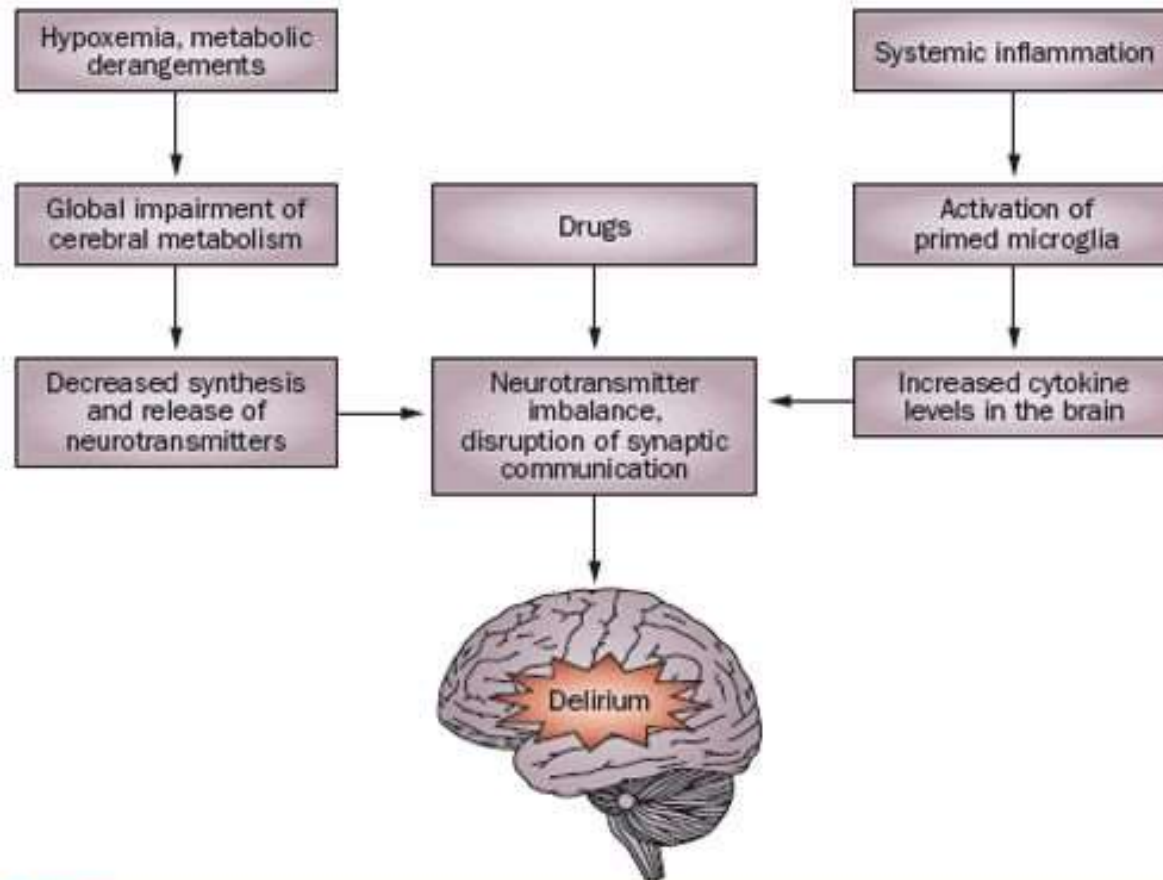 Hypoxemia, metabolic
derangements
Systemic inflammation
Global impairment of
cerebral metabolism
Drugs
Activation of
primed microglia
Decreased synthesis
and release of
neurotransmitters
Neurotransmitter
imbalance,
disruption of synaptic
communication
Increased cytokine
levels in the brain
Delirium